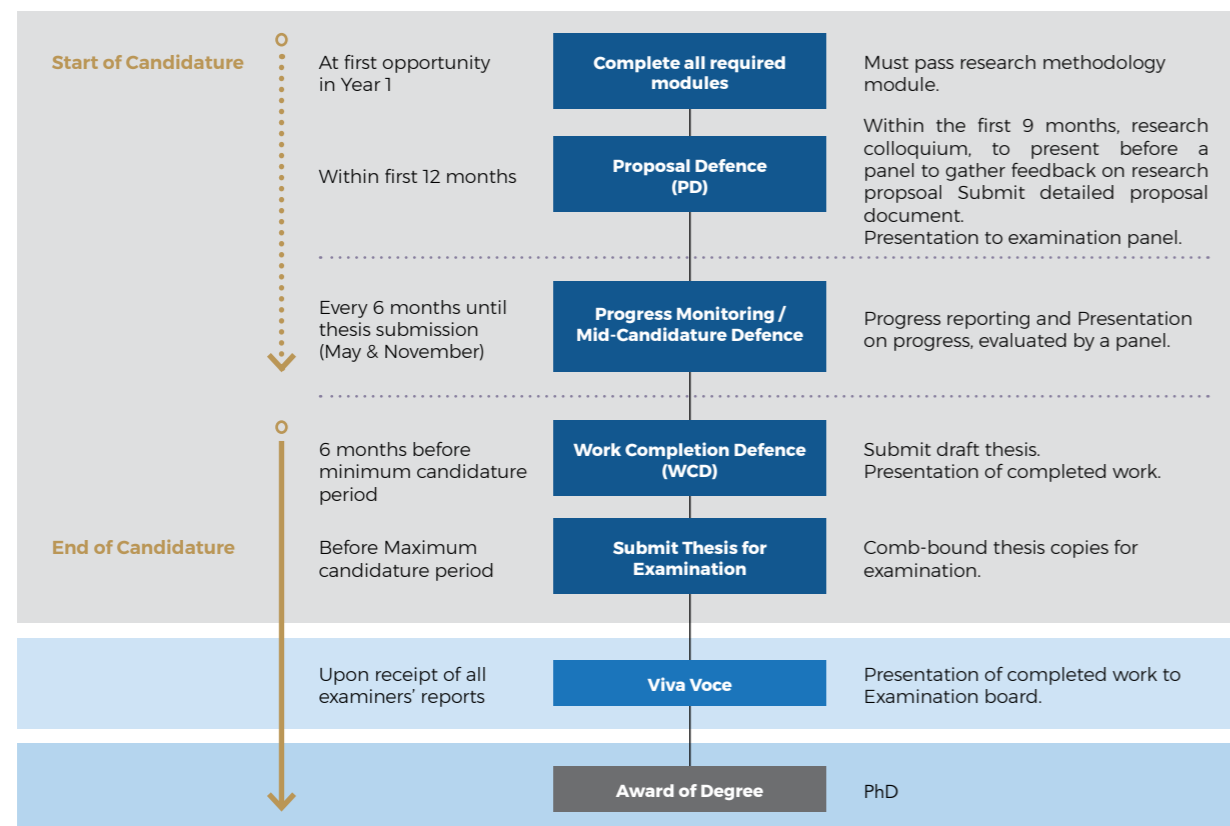 Start of Candidature
At first opportunity
in Year 1
Complete all required
modules
Must pass research methodology
module.
Within first 12 months
Proposal Defence
(PD)
Within the first 9 months, research
colloquium, to present before a
panel to gather feedback on research
propsoal Submit detailed proposal
document.
Presentation to examination panel.
Every 6 months until
thesis submission
(May & November)
Progress Monitoring /
Mid-Candidature Defence
Progress reporting and Presentation
on progress, evaluated by a panel.
6 months before
minimum candidature
period
Work Completion Defence
(WCD)
Submit draft thesis.
Presentation of completed work.
End of Candidature
Before Maximum
candidature period
Submit Thesis for
Examination
Comb-bound thesis copies for
examination.
Upon receipt of all
examiners’ reports
Viva Voce
Presentation of completed work to
Examination board.
Award of Degree
PhD